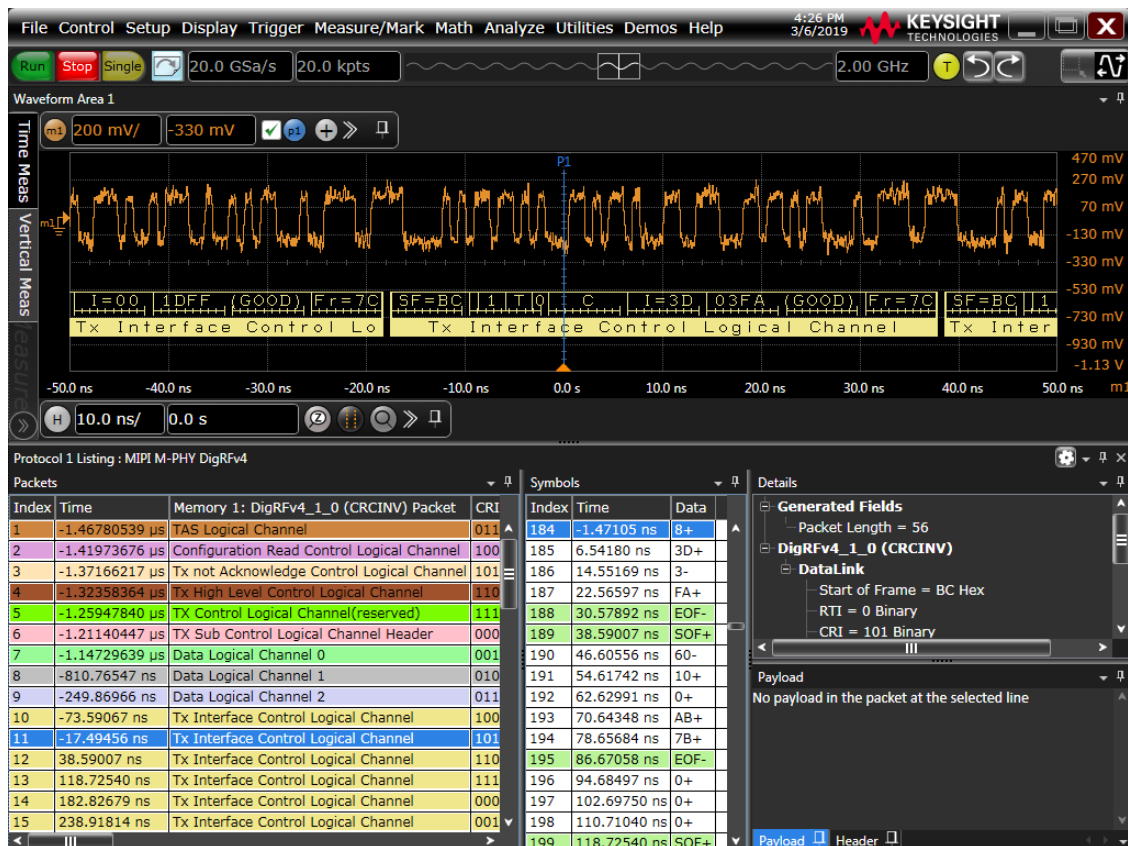 File Control Setup Display Trigger Measure/Mark Math Analyze Utilities Demos Help
4:26 PM
3/6/2019
KEYSIGHT
TECHNOLOGIES
Run Stop Single 20.0 GSa/s 20.0 kpts 2.00 GHz T
Waveform Area 1
Time Meas
Vertical Meas
Measure
m1 200 mV/ -330 mV p1
P1
470 mV
270 mV
70 mV
-130 mV
-330 mV
-530 mV
-730 mV
-930 mV
-1.13 V
m1
I=00 1DFF (GOOD) Fr=7C SF=BC 1 T 0 C I=3D 03FA (GOOD) Fr=7C SF=BC 1
Tx Interface Control Lo Tx Interface Control Logical Channel Tx Inter
-50.0 ns -40.0 ns -30.0 ns -20.0 ns -10.0 ns 0.0 s 10.0 ns 20.0 ns 30.0 ns 40.0 ns 50.0 ns m1
H 10.0 ns/ 0.0 s Z
Protocol 1 Listing : MIPI M-PHY DigRFv4
Packets
Index Time Memory 1: DigRFv4_1_0 (CRCINV) Packet CRI
1 -1.46780539 µs TAS Logical Channel 011
2 -1.41973676 µs Configuration Read Control Logical Channel 100
3 -1.37166217 µs Tx not Acknowledge Control Logical Channel 101
4 -1.32358364 µs Tx High Level Control Logical Channel 110
5 -1.25947840 µs TX Control Logical Channel(reserved) 111
6 -1.21140447 µs TX Sub Control Logical Channel Header 000
7 -1.14729639 µs Data Logical Channel 0 001
8 -810.76547 ns Data Logical Channel 1 010
9 -249.86966 ns Data Logical Channel 2 011
10 -73.59067 ns Tx Interface Control Logical Channel 100
11 -17.49456 ns Tx Interface Control Logical Channel 101
12 38.59007 ns Tx Interface Control Logical Channel 110
13 118.72540 ns Tx Interface Control Logical Channel 111
14 182.82679 ns Tx Interface Control Logical Channel 000
15 238.91814 ns Tx Interface Control Logical Channel 001
Symbols
Index Time Data
184 -1.47105 ns 8+
185 6.54180 ns 3D+
186 14.55169 ns 3-
187 22.56597 ns FA+
188 30.57892 ns EOF-
189 38.59007 ns SOF+
190 46.60556 ns 60-
191 54.61742 ns 10+
192 62.62991 ns 0+
193 70.64348 ns AB+
194 78.65684 ns 7B+
195 86.67058 ns EOF-
196 94.68497 ns 0+
197 102.69750 ns 0+
198 110.71040 ns 0+
199 118.72540 ns SOF+
Details
Generated Fields
Packet Length = 56
DigRFv4_1_0 (CRCINV)
DataLink
Start of Frame = BC Hex
RTI = 0 Binary
CRI = 101 Binary
Payload
No payload in the packet at the selected line
Payload Header